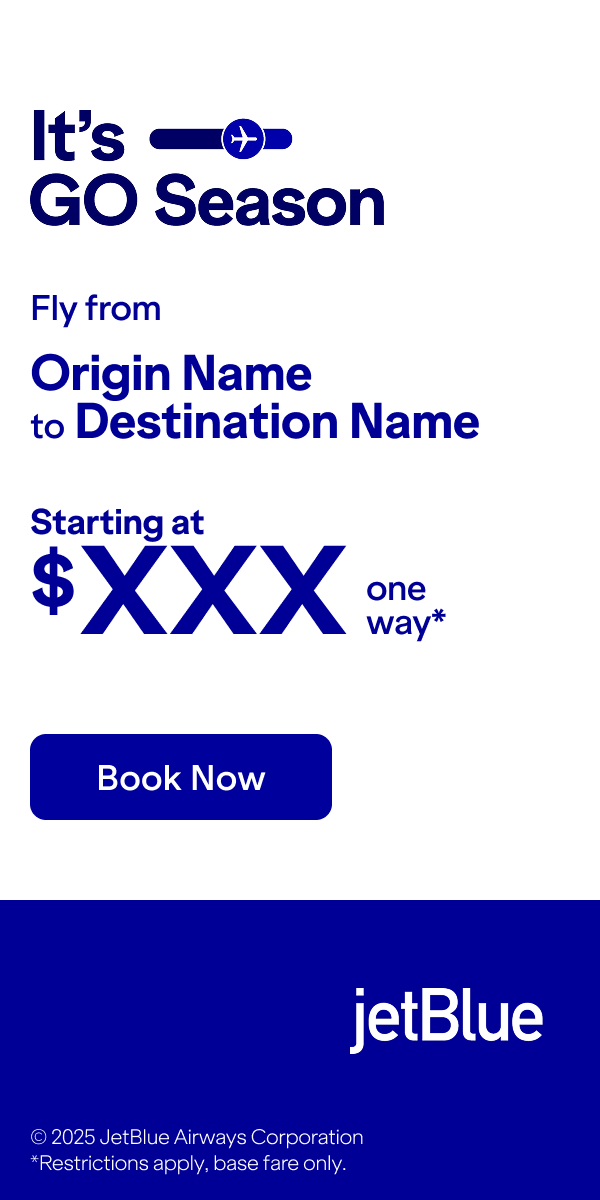 It’s
GO Season
Fly from
Origin Name
to Destination Name
Starting at
$XXX one
way*
Book Now
jetBlue
© 2025 JetBlue Airways Corporation
*Restrictions apply, base fare only.